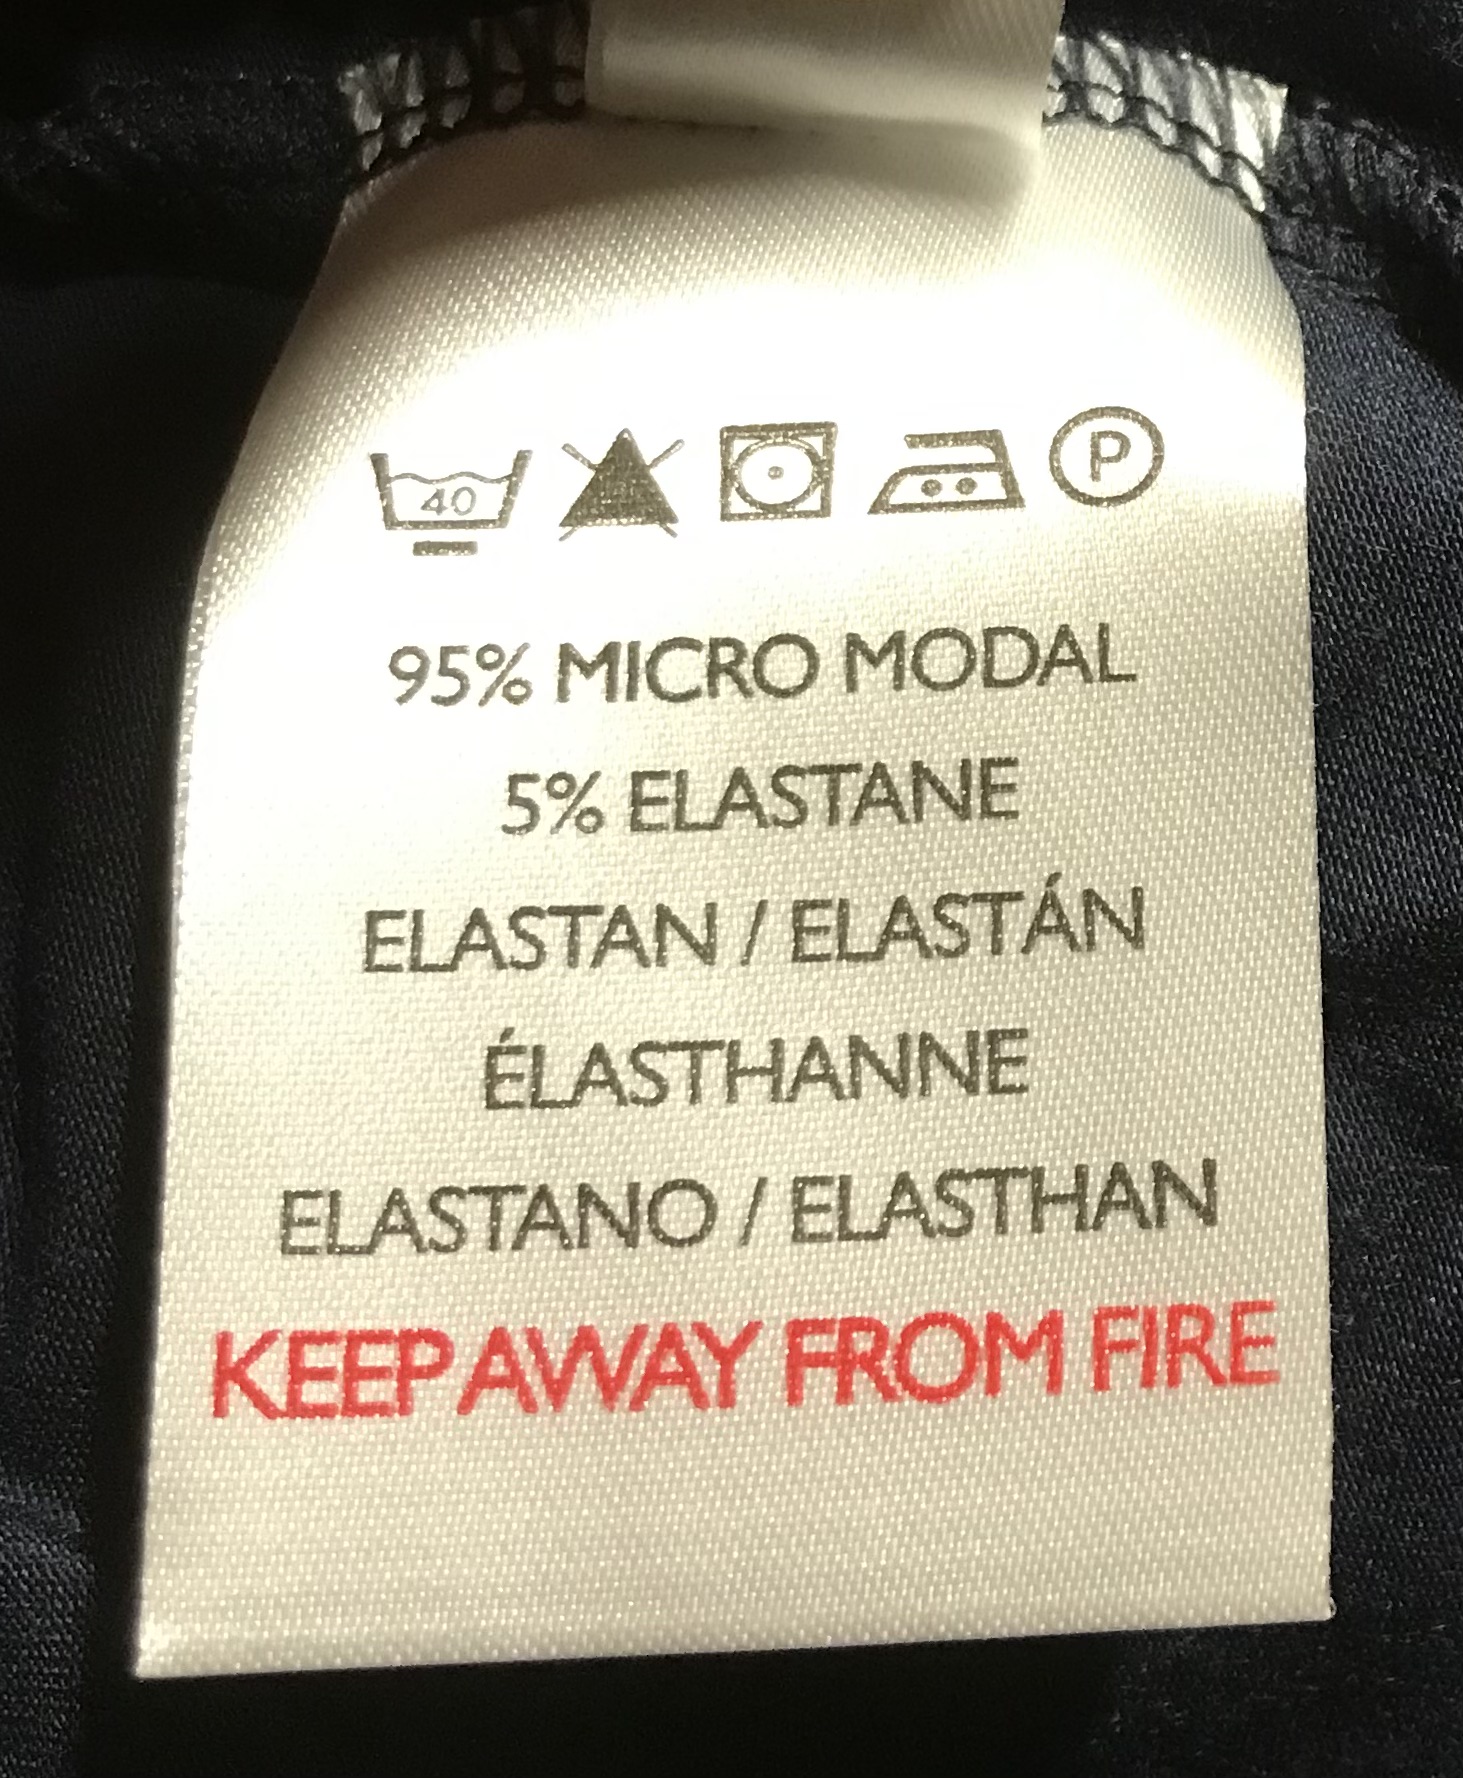 40 P
95% MICRO MODAL
5% ELASTANE
ELASTAN / ELASTÁN
ÉLASTHANNE
ELASTANO / ELASTHAN
KEEP AWAY FROM FIRE